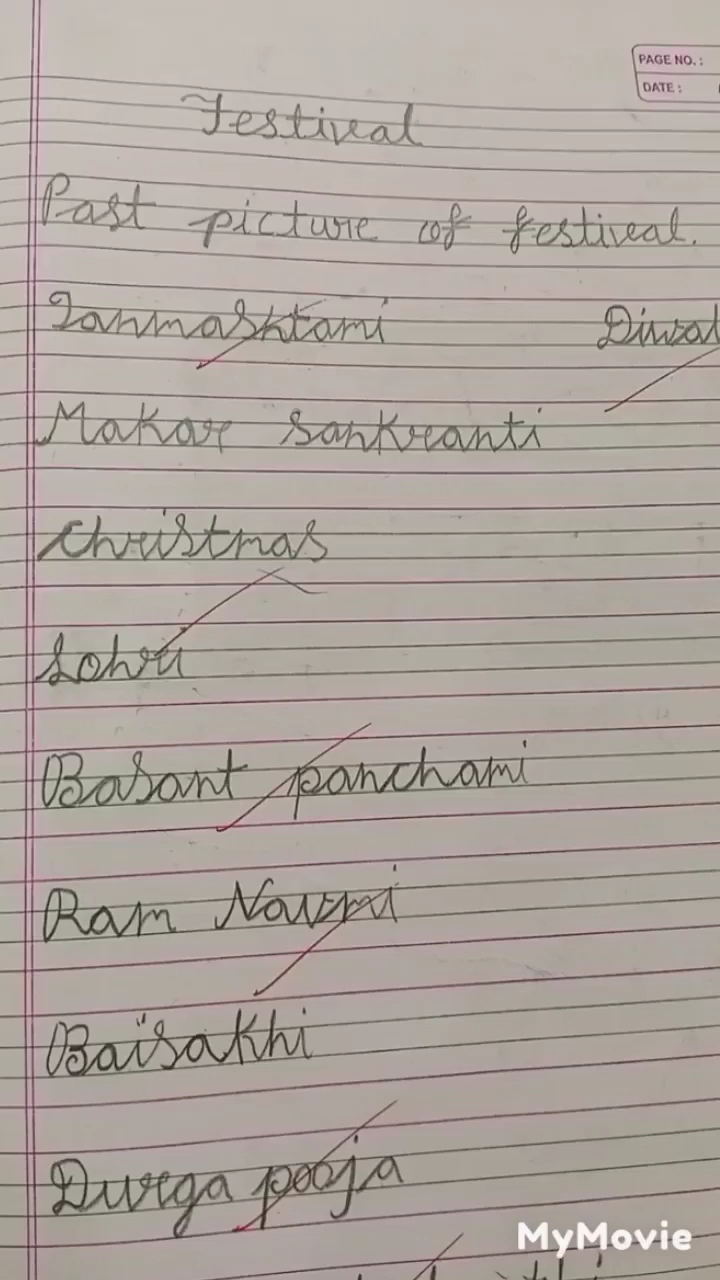 PAGE NO.:
DATE:
Festival
Past picture of festival.
Janmashtami
Makar Sankranti
Christmas
Lohri
Basant panchami
Ram Navmi
Baisakhi
Durga pooja
MyMovie